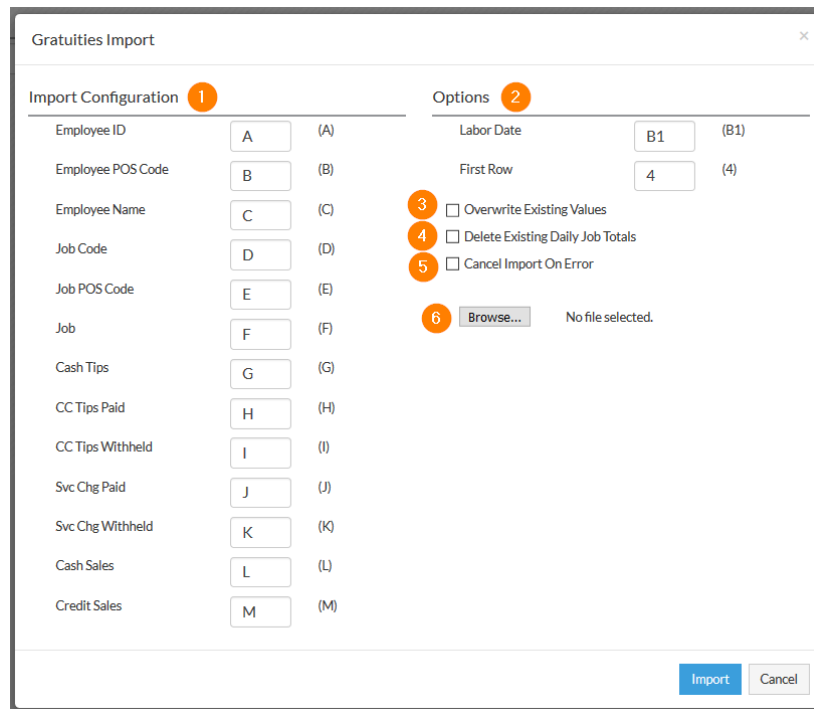 Gratuities Import ×
Import Configuration 1
Employee ID A (A)
Employee POS Code B (B)
Employee Name C (C)
Job Code D (D)
Job POS Code E (E)
Job F (F)
Cash Tips G (G)
CC Tips Paid H (H)
CC Tips Withheld I (I)
Svc Chg Paid J (J)
Svc Chg Withheld K (K)
Cash Sales L (L)
Credit Sales M (M)
Options 2
Labor Date B1 (B1)
First Row 4 (4)
3 Overwrite Existing Values
4 Delete Existing Daily Job Totals
5 Cancel Import On Error
6 Browse... No file selected.
Import Cancel